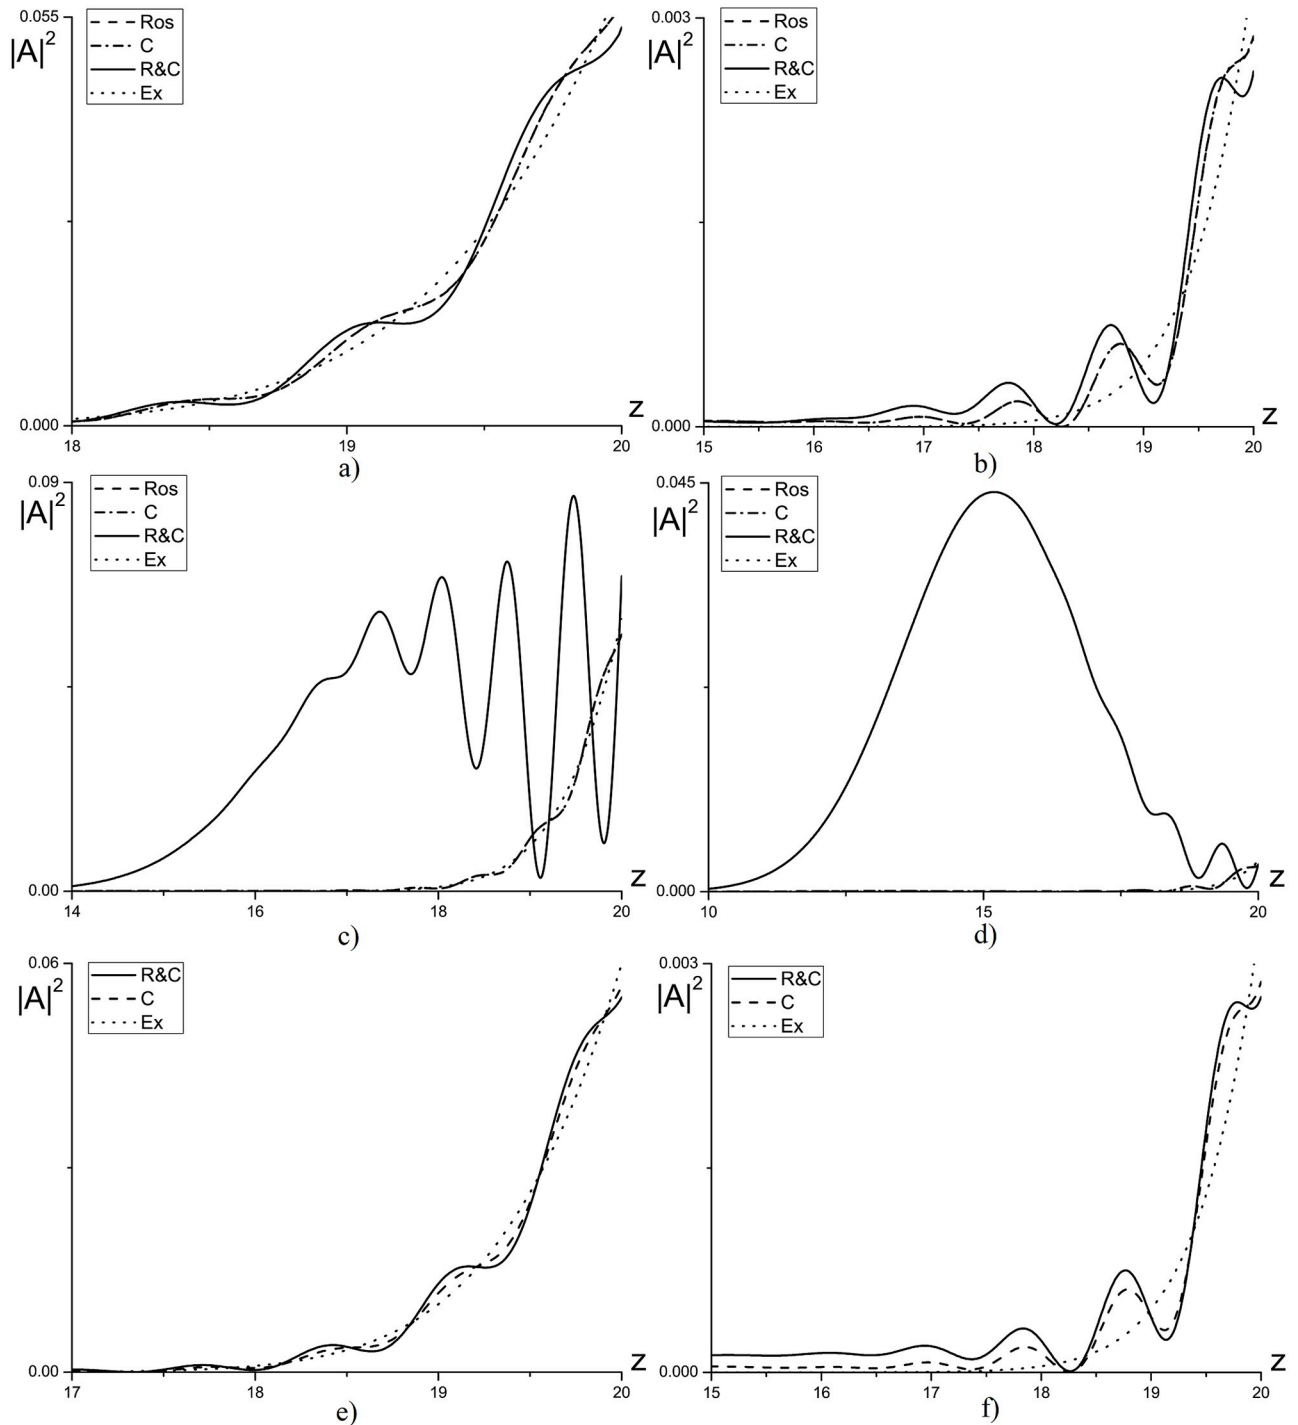 0.055
|A|²
Ros
C
R&C
Ex
0.000
18
19
20
z
a)
0.003
|A|²
Ros
C
R&C
Ex
0.000
15
16
17
18
19
20
z
b)
0.09
|A|²
Ros
C
R&C
Ex
0.00
14
16
18
20
z
c)
0.045
|A|²
Ros
C
R&C
Ex
0.000
10
15
20
z
d)
0.06
|A|²
R&C
C
Ex
0.00
17
18
19
20
z
e)
0.003
|A|²
R&C
C
Ex
0.000
15
16
17
18
19
20
z
f)